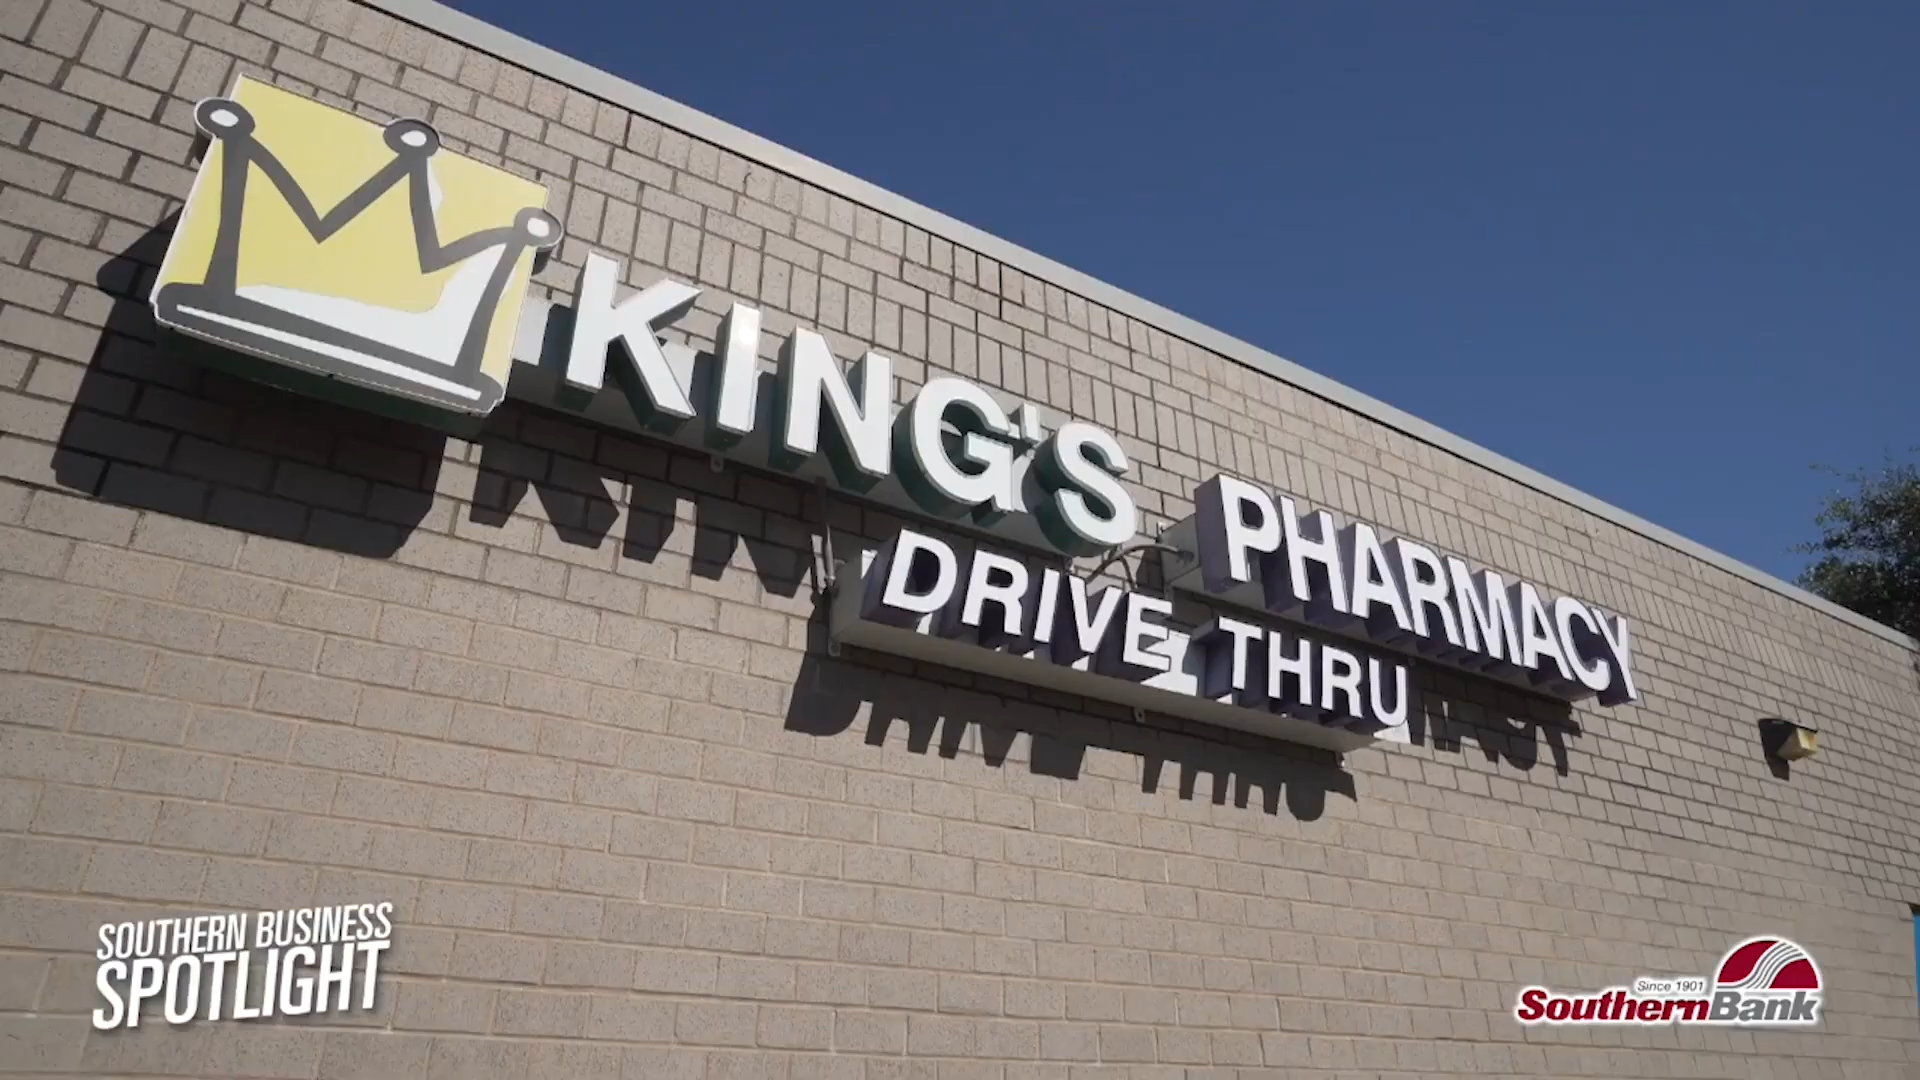 KING'S PHARMACY
DRIVE THRU
SOUTHERN BUSINESS
SPOTLIGHT
Since 1901
SouthernBank